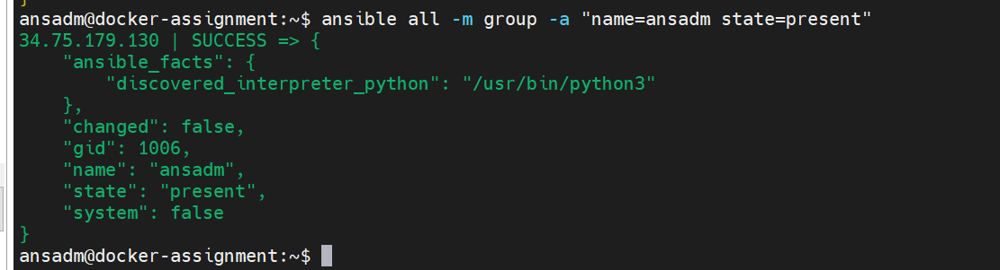 }
ansadm@docker-assignment:~$ ansible all -m group -a "name=ansadm state=present"
34.75.179.130 | SUCCESS => {
    "ansible_facts": {
        "discovered_interpreter_python": "/usr/bin/python3"
    },
    "changed": false,
    "gid": 1006,
    "name": "ansadm",
    "state": "present",
    "system": false
}
ansadm@docker-assignment:~$